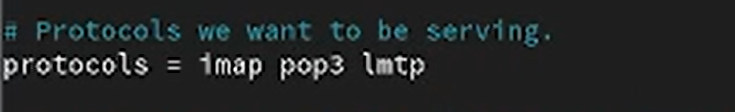 # Protocols we want to be serving.
protocols = imap pop3 lmtp